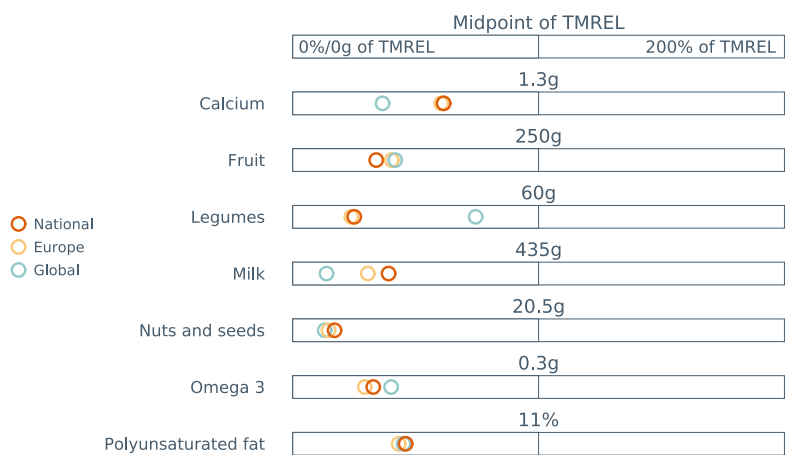 Midpoint of TMREL
0%/0g of TMREL
200% of TMREL
1.3g
Calcium
250g
Fruit
60g
Legumes
National
Europe
Global
435g
Milk
20.5g
Nuts and seeds
0.3g
Omega 3
11%
Polyunsaturated fat